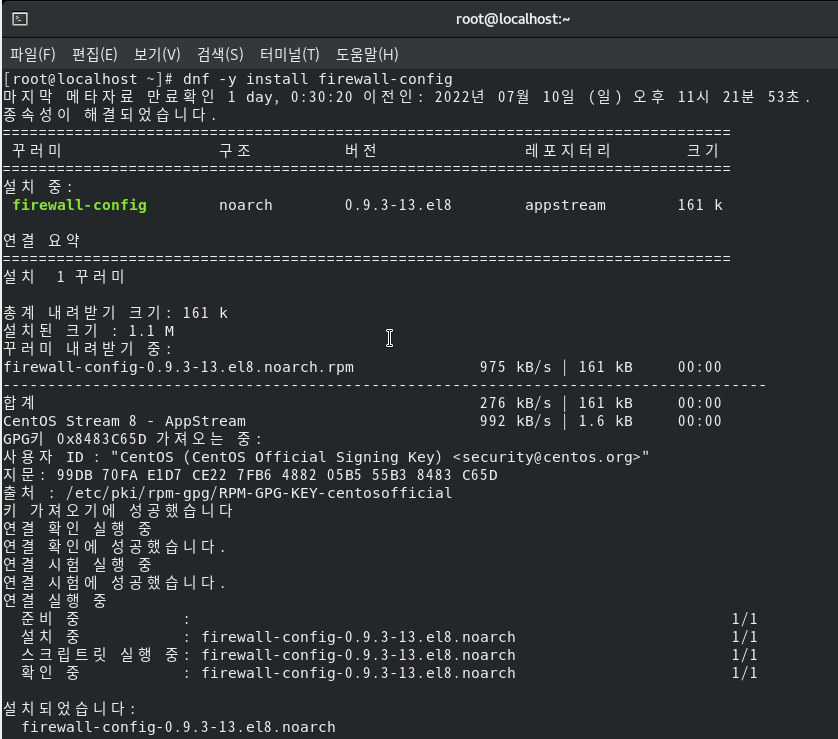 root@localhost:~
파일(F) 편집(E) 보기(V) 검색(S) 터미널(T) 도움말(H)
[root@localhost ~]# dnf -y install firewall-config
마지막 메타자료 만료확인 1 day, 0:30:20 이전인: 2022년 07월 10일 (일) 오후 11시 21분 53초.
종속성이 해결되었습니다.
=================================================================================
꾸러미 구조 버전 레포지터리 크기
=================================================================================
설치 중:
firewall-config noarch 0.9.3-13.el8 appstream 161 k
연결 요약
=================================================================================
설치 1 꾸러미
총계 내려받기 크기: 161 k
설치된 크기 : 1.1 M
꾸러미 내려받기 중:
firewall-config-0.9.3-13.el8.noarch.rpm 975 kB/s | 161 kB 00:00
-------------------------------------------------------------------------------------
합계 276 kB/s | 161 kB 00:00
CentOS Stream 8 - AppStream 992 kB/s | 1.6 kB 00:00
GPG키 0x8483C65D 가져오는 중:
사용자 ID : "CentOS (CentOS Official Signing Key) <security@centos.org>"
지문: 99DB 70FA E1D7 CE22 7FB6 4882 05B5 55B3 8483 C65D
출처 : /etc/pki/rpm-gpg/RPM-GPG-KEY-centosofficial
키 가져오기에 성공했습니다
연결 확인 실행 중
연결 확인에 성공했습니다.
연결 시험 실행 중
연결 시험에 성공했습니다.
연결 실행 중
준비 중 : 1/1
설치 중 : firewall-config-0.9.3-13.el8.noarch 1/1
스크립트릿 실행 중: firewall-config-0.9.3-13.el8.noarch 1/1
확인 중 : firewall-config-0.9.3-13.el8.noarch 1/1
설치되었습니다:
firewall-config-0.9.3-13.el8.noarch